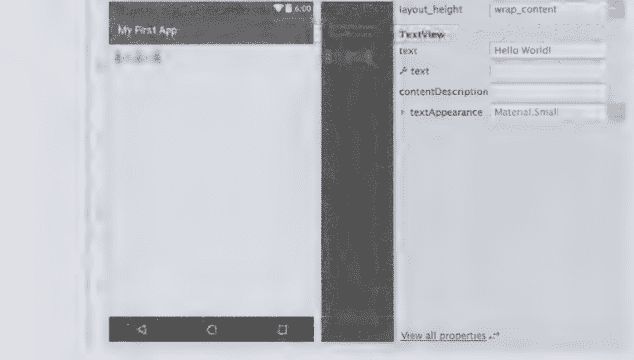 6:00
My First App
layout_height wrap_content
TextView
text Hello World!
text
contentDescription
textAppearance Material.Small
View all properties